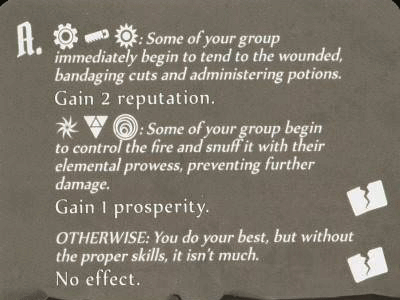 A. : Some of your group
immediately begin to tend to the wounded,
bandaging cuts and administering potions.
Gain 2 reputation.
: Some of your group begin
to control the fire and snuff it with their
elemental prowess, preventing further
damage.
Gain 1 prosperity.
OTHERWISE: You do your best, but without
the proper skills, it isn't much.
No effect.